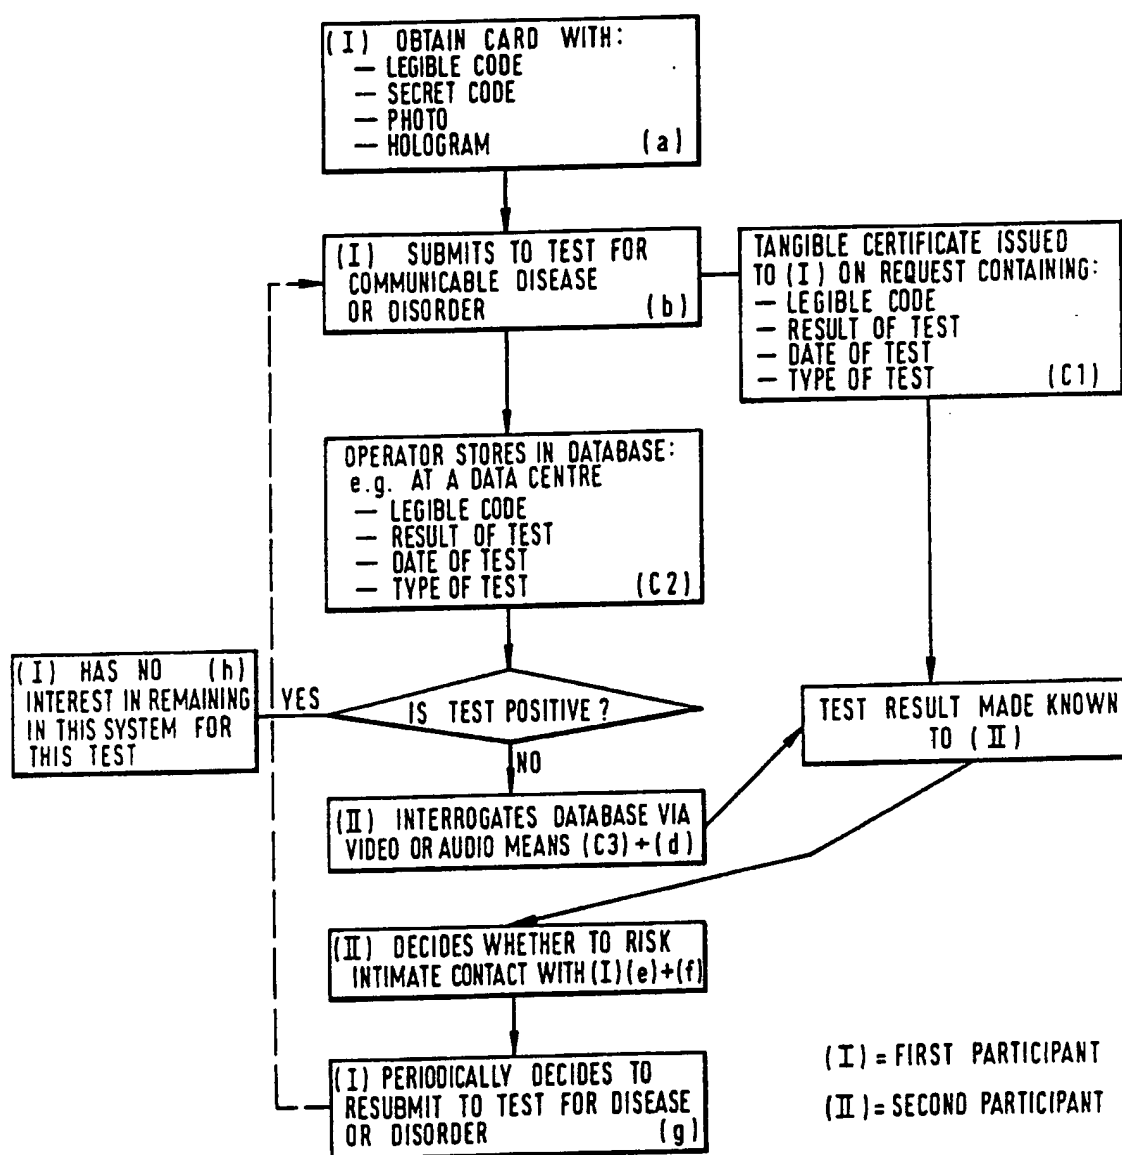 (I) OBTAIN CARD WITH:
— LEGIBLE CODE
— SECRET CODE
— PHOTO
— HOLOGRAM (a)
(I) SUBMITS TO TEST FOR
COMMUNICABLE DISEASE
OR DISORDER (b)
TANGIBLE CERTIFICATE ISSUED
TO (I) ON REQUEST CONTAINING:
— LEGIBLE CODE
— RESULT OF TEST
— DATE OF TEST
— TYPE OF TEST (C1)
OPERATOR STORES IN DATABASE:
e.g. AT A DATA CENTRE
— LEGIBLE CODE
— RESULT OF TEST
— DATE OF TEST
— TYPE OF TEST (C2)
(I) HAS NO (h)
INTEREST IN REMAINING
IN THIS SYSTEM FOR
THIS TEST
YES
IS TEST POSITIVE?
NO
TEST RESULT MADE KNOWN
TO (II)
(II) INTERROGATES DATABASE VIA
VIDEO OR AUDIO MEANS (C3)+(d)
(II) DECIDES WHETHER TO RISK
INTIMATE CONTACT WITH (I)(e)+(f)
(I) PERIODICALLY DECIDES TO
RESUBMIT TO TEST FOR DISEASE
OR DISORDER (g)
(I) = FIRST PARTICIPANT
(II) = SECOND PARTICIPANT